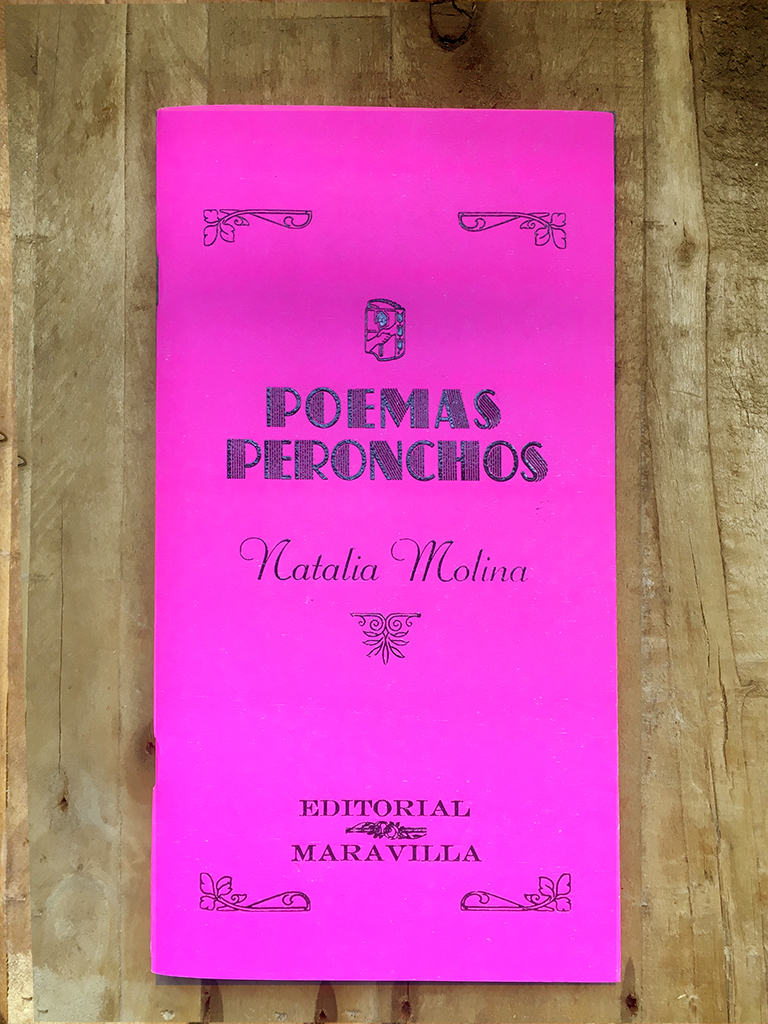 POEMAS
PERONCHOS
Natalia Molina
EDITORIAL
MARAVILLA